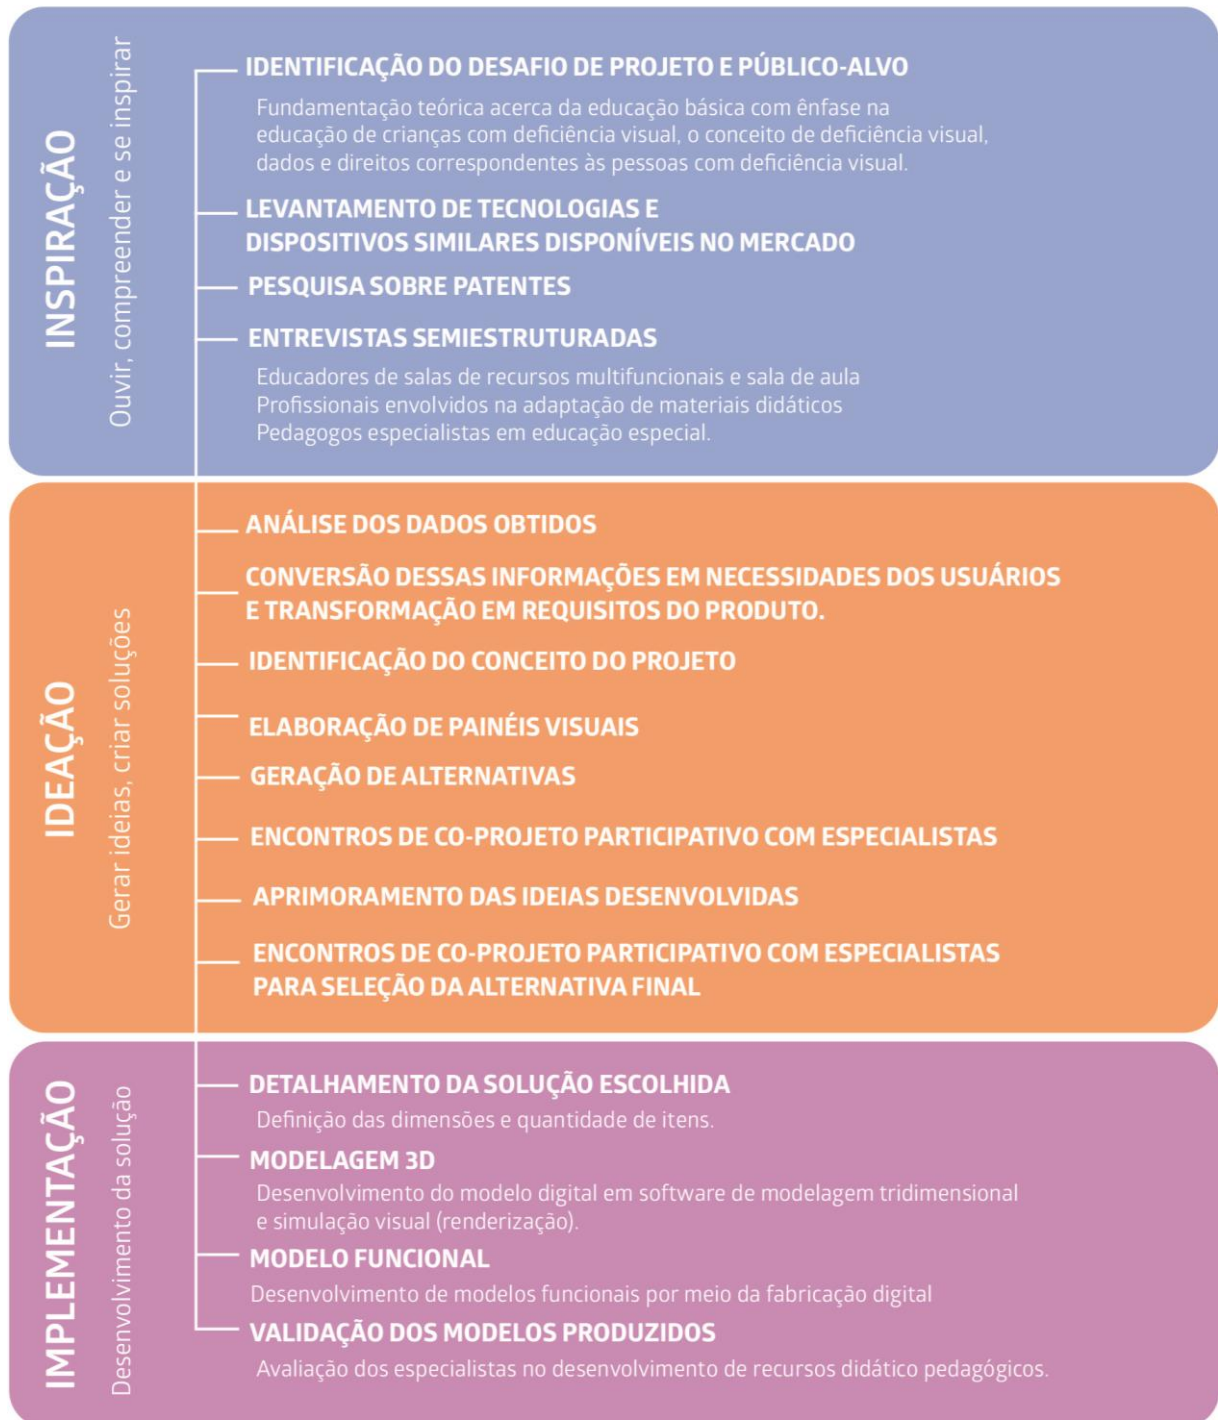 INSPIRAÇÃO
Ouvir, compreender e se inspirar
IDENTIFICAÇÃO DO DESAFIO DE PROJETO E PÚBLICO-ALVO
Fundamentação teórica acerca da educação básica com ênfase na
educação de crianças com deficiência visual, o conceito de deficiência visual,
dados e direitos correspondentes às pessoas com deficiência visual.
LEVANTAMENTO DE TECNOLOGIAS E
DISPOSITIVOS SIMILARES DISPONÍVEIS NO MERCADO
PESQUISA SOBRE PATENTES
ENTREVISTAS SEMIESTRUTURADAS
Educadores de salas de recursos multifuncionais e sala de aula
Profissionais envolvidos na adaptação de materiais didáticos
Pedagogos especialistas em educação especial.
IDEAÇÃO
Gerar ideias, criar soluções
ANÁLISE DOS DADOS OBTIDOS
CONVERSÃO DESSAS INFORMAÇÕES EM NECESSIDADES DOS USUÁRIOS
E TRANSFORMAÇÃO EM REQUISITOS DO PRODUTO.
IDENTIFICAÇÃO DO CONCEITO DO PROJETO
ELABORAÇÃO DE PAINÉIS VISUAIS
GERAÇÃO DE ALTERNATIVAS
ENCONTROS DE CO-PROJETO PARTICIPATIVO COM ESPECIALISTAS
APRIMORAMENTO DAS IDEIAS DESENVOLVIDAS
ENCONTROS DE CO-PROJETO PARTICIPATIVO COM ESPECIALISTAS
PARA SELEÇÃO DA ALTERNATIVA FINAL
IMPLEMENTAÇÃO
Desenvolvimento da solução
DETALHAMENTO DA SOLUÇÃO ESCOLHIDA
Definição das dimensões e quantidade de itens.
MODELAGEM 3D
Desenvolvimento do modelo digital em software de modelagem tridimensional
e simulação visual (renderização).
MODELO FUNCIONAL
Desenvolvimento de modelos funcionais por meio da fabricação digital
VALIDAÇÃO DOS MODELOS PRODUZIDOS
Avaliação dos especialistas no desenvolvimento de recursos didático pedagógicos.